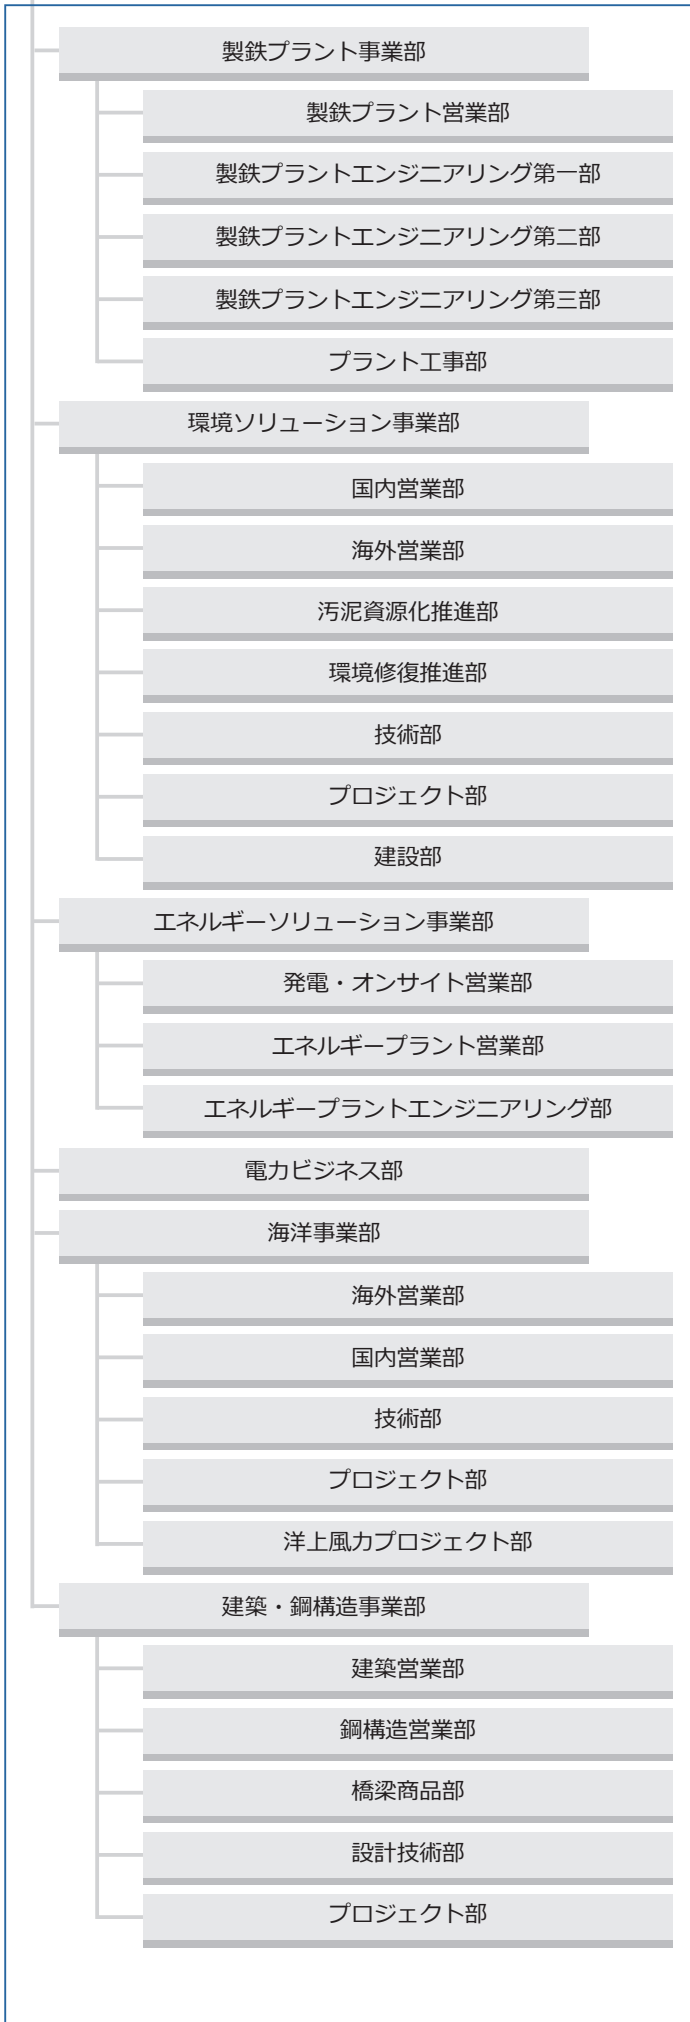 製鉄プラント事業部
製鉄プラント営業部
製鉄プラントエンジニアリング第一部
製鉄プラントエンジニアリング第二部
製鉄プラントエンジニアリング第三部
プラント工事部
環境ソリューション事業部
国内営業部
海外営業部
汚泥資源化推進部
環境修復推進部
技術部
プロジェクト部
建設部
エネルギーソリューション事業部
発電・オンサイト営業部
エネルギープラント営業部
エネルギープラントエンジニアリング部
電力ビジネス部
海洋事業部
海外営業部
国内営業部
技術部
プロジェクト部
洋上風力プロジェクト部
建築・鋼構造事業部
建築営業部
鋼構造営業部
橋梁商品部
設計技術部
プロジェクト部